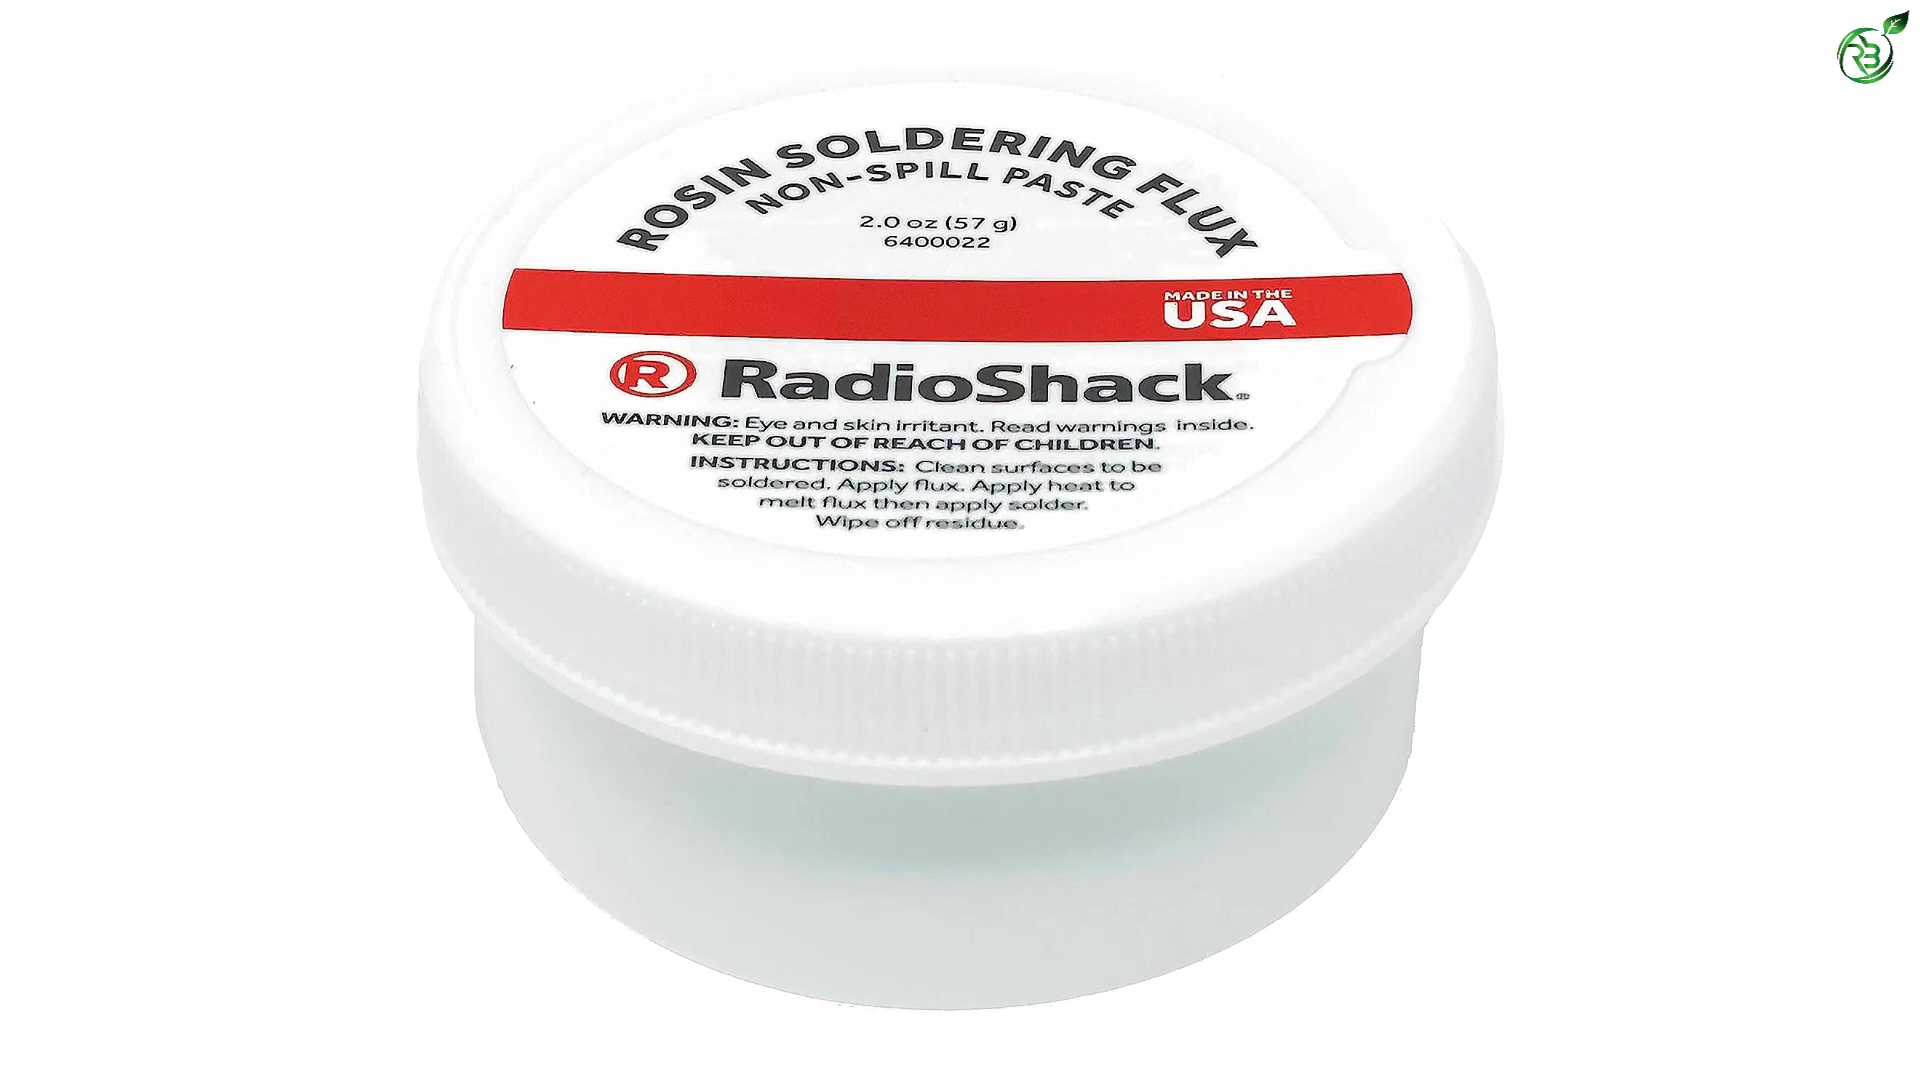 RB
ROSIN SOLDERING FLUX
NON-SPILL PASTE
2.0 oz (57 g)
6400022
MADE IN THE
USA
R RadioShack®
WARNING: Eye and skin irritant. Read warnings inside.
KEEP OUT OF REACH OF CHILDREN.
INSTRUCTIONS: Clean surfaces to be
soldered. Apply flux. Apply heat to
melt flux then apply solder.
Wipe off residue.